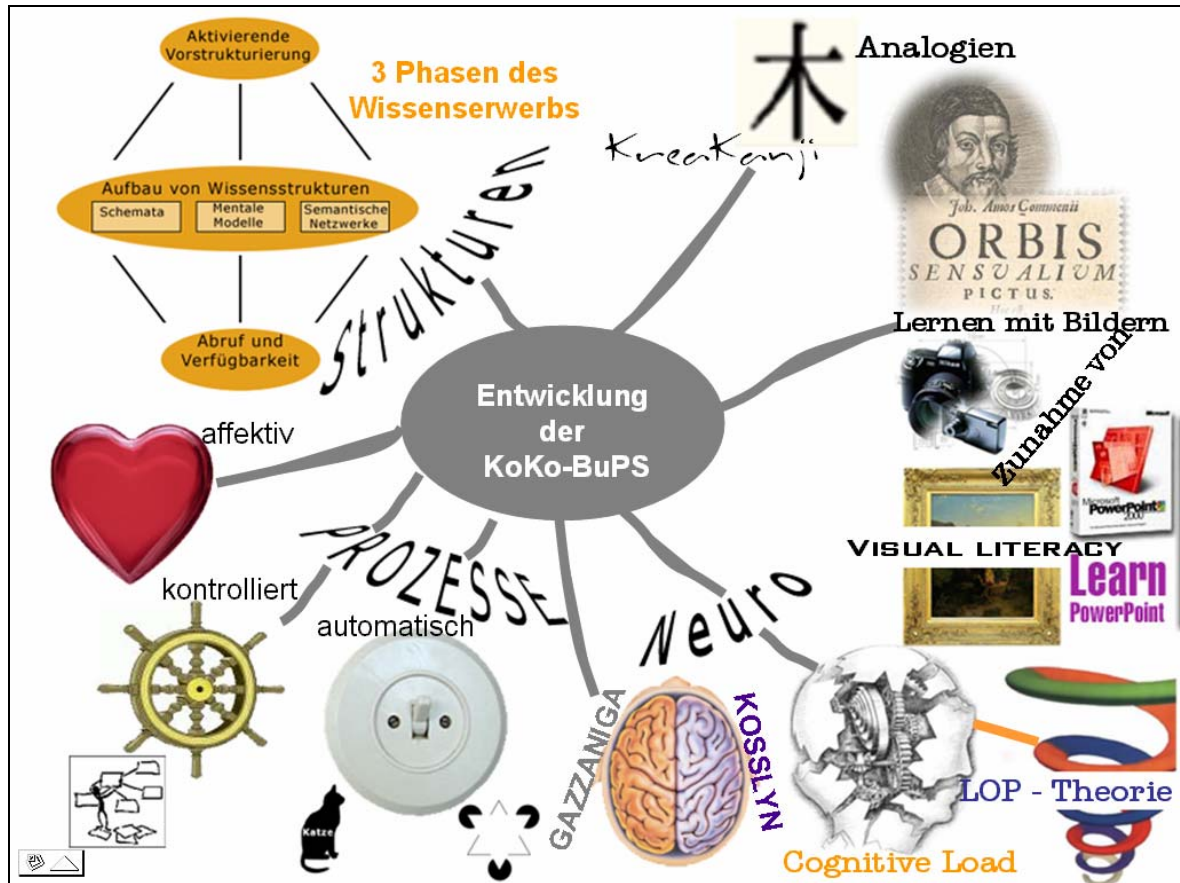 Aktivierende
Vorstrukturierung
3 Phasen des
Wissenserwerbs
Aufbau von Wissensstrukturen
Schemata
Mentale
Modelle
Semantische
Netzwerke
Abruf und
Verfügbarkeit
Strukturen
木
KreaKanji
Analogien
Joh. Amos Commenii
ORBIS
SENSUALIUM
PICTUS.
Lernen mit Bildern
Zunahme von
Microsoft
PowerPoint
2000
VISUAL LITERACY
Learn
PowerPoint
Entwicklung
der
KoKo-BuPS
affektiv
PROZESSE
kontrolliert
automatisch
Katze
Neuro
GAZZANIGA
KOSSLYN
LOP - Theorie
Cognitive Load